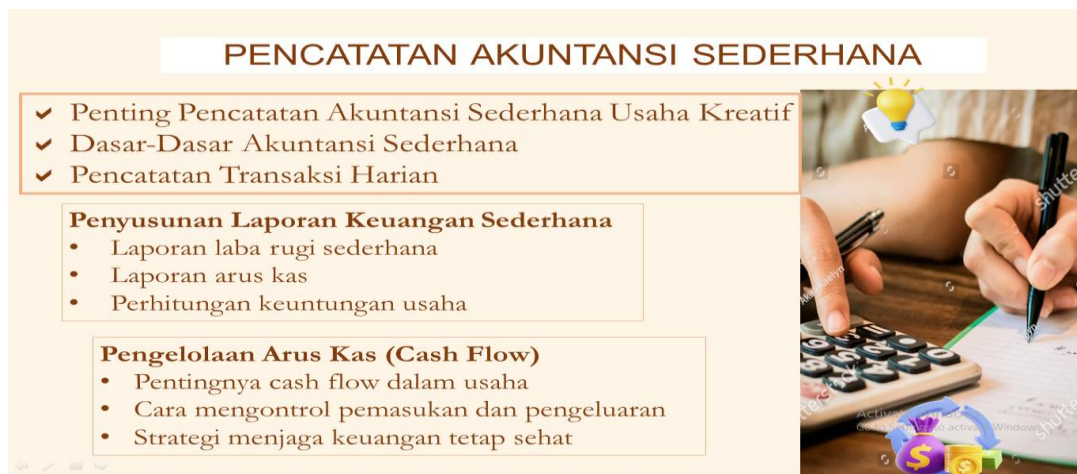 PENCATATAN AKUNTANSI SEDERHANA
Penting Pencatatan Akuntansi Sederhana Usaha Kreatif
Dasar-Dasar Akuntansi Sederhana
Pencatatan Transaksi Harian
Penyusunan Laporan Keuangan Sederhana
• Laporan laba rugi sederhana
• Laporan arus kas
• Perhitungan keuntungan usaha
Pengelolaan Arus Kas (Cash Flow)
• Pentingnya cash flow dalam usaha
• Cara mengontrol pemasukan dan pengeluaran
• Strategi menjaga keuangan tetap sehat